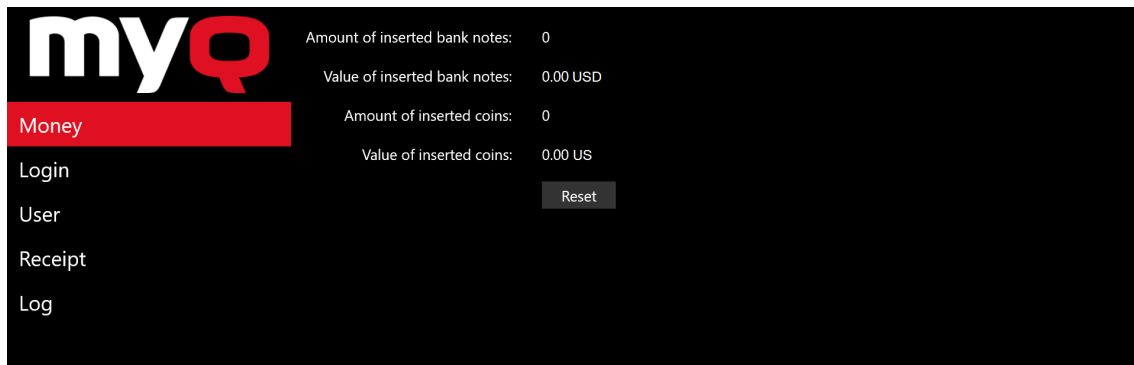 myQ
Money
Login
User
Receipt
Log
Amount of inserted bank notes: 0
Value of inserted bank notes: 0.00 USD
Amount of inserted coins: 0
Value of inserted coins: 0.00 US
Reset